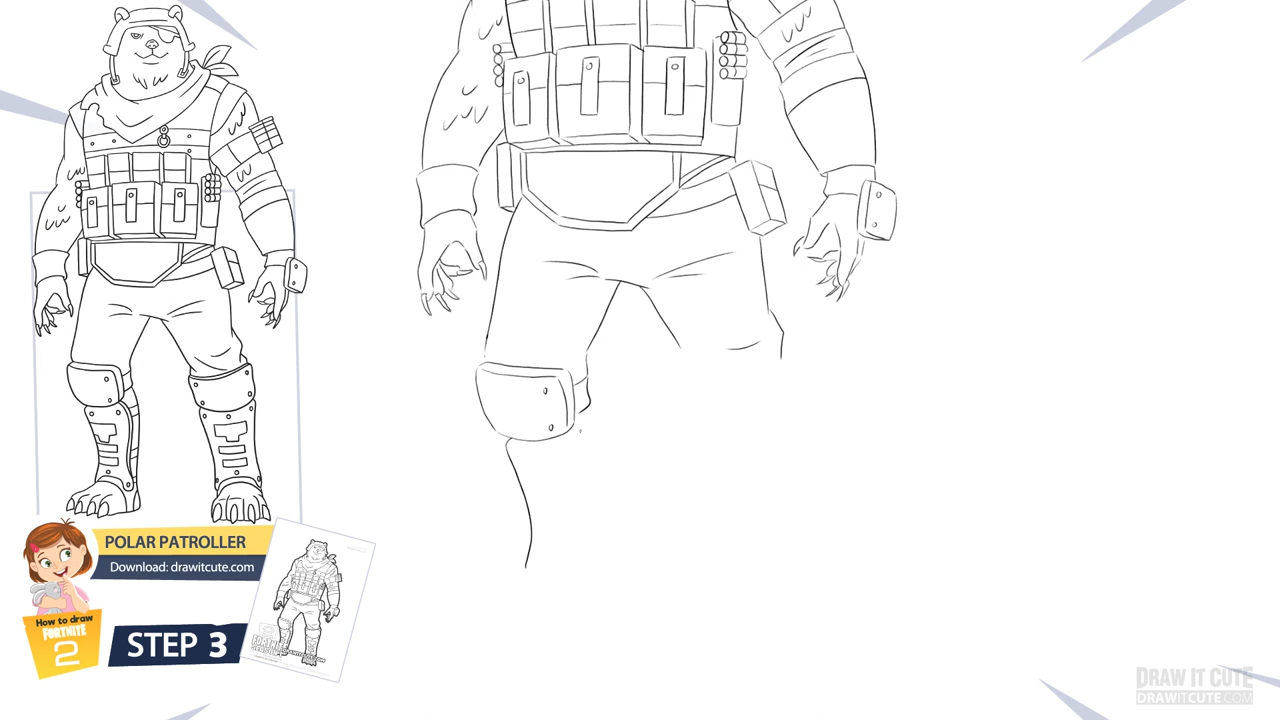 POLAR PATROLLER
Download: drawitcute.com
How to draw
FORTNITE
2
STEP 3
DRAW IT CUTE
DRAWITCUTE.COM